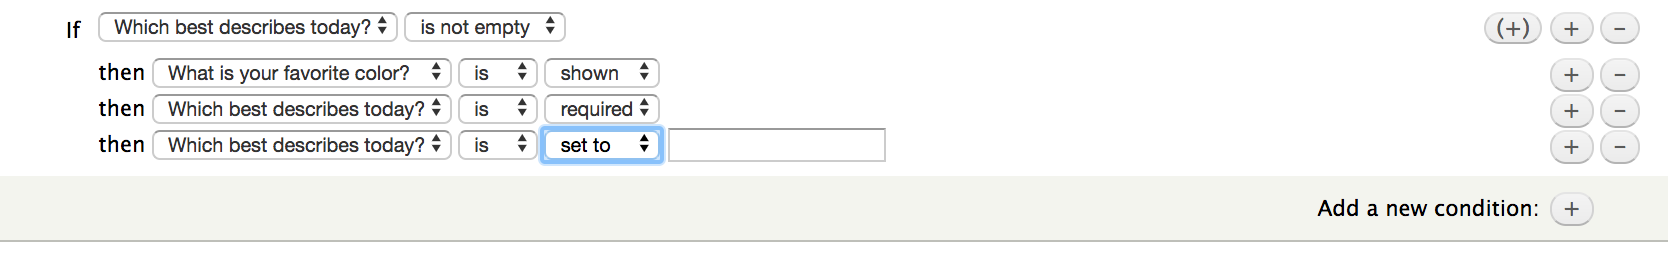 If Which best describes today? is not empty (+) + −
then What is your favorite color? is shown + −
then Which best describes today? is required + −
then Which best describes today? is set to + −
Add a new condition: +